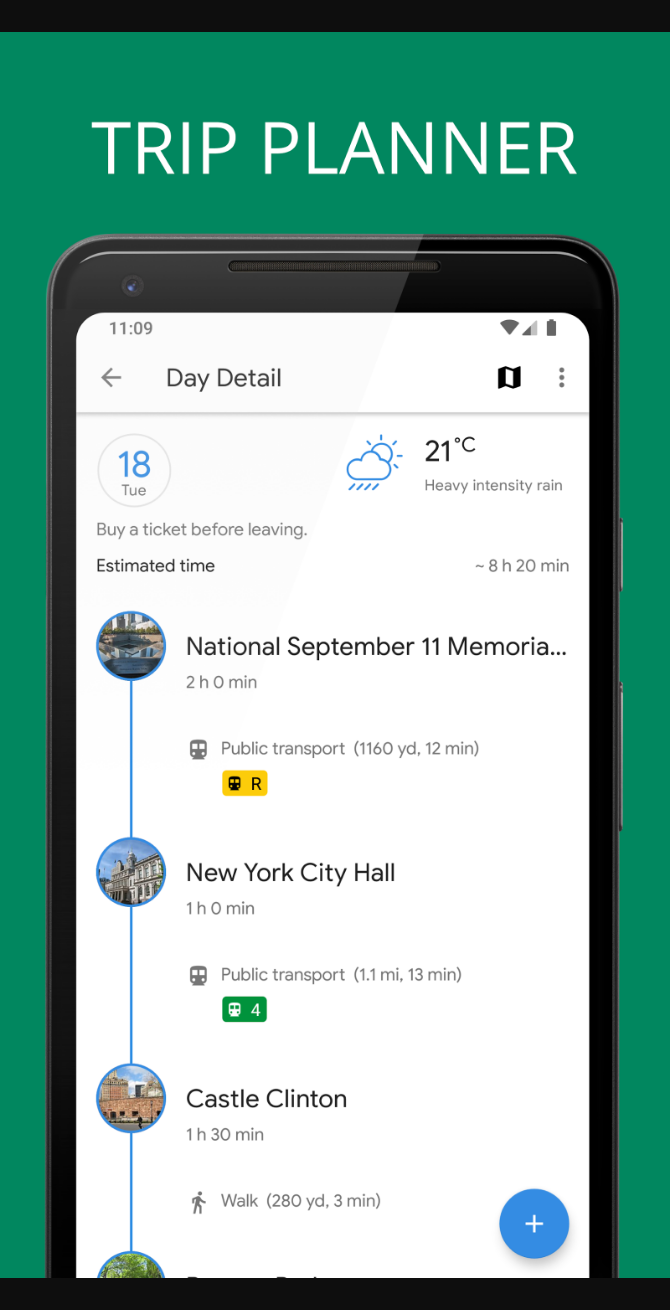 TRIP PLANNER
11:09
Day Detail
18
Tue
21°C
Heavy intensity rain
Buy a ticket before leaving.
Estimated time ~ 8 h 20 min
National September 11 Memoria...
2 h 0 min
Public transport (1160 yd, 12 min)
R
New York City Hall
1 h 0 min
Public transport (1.1 mi, 13 min)
4
Castle Clinton
1 h 30 min
Walk (280 yd, 3 min)
+